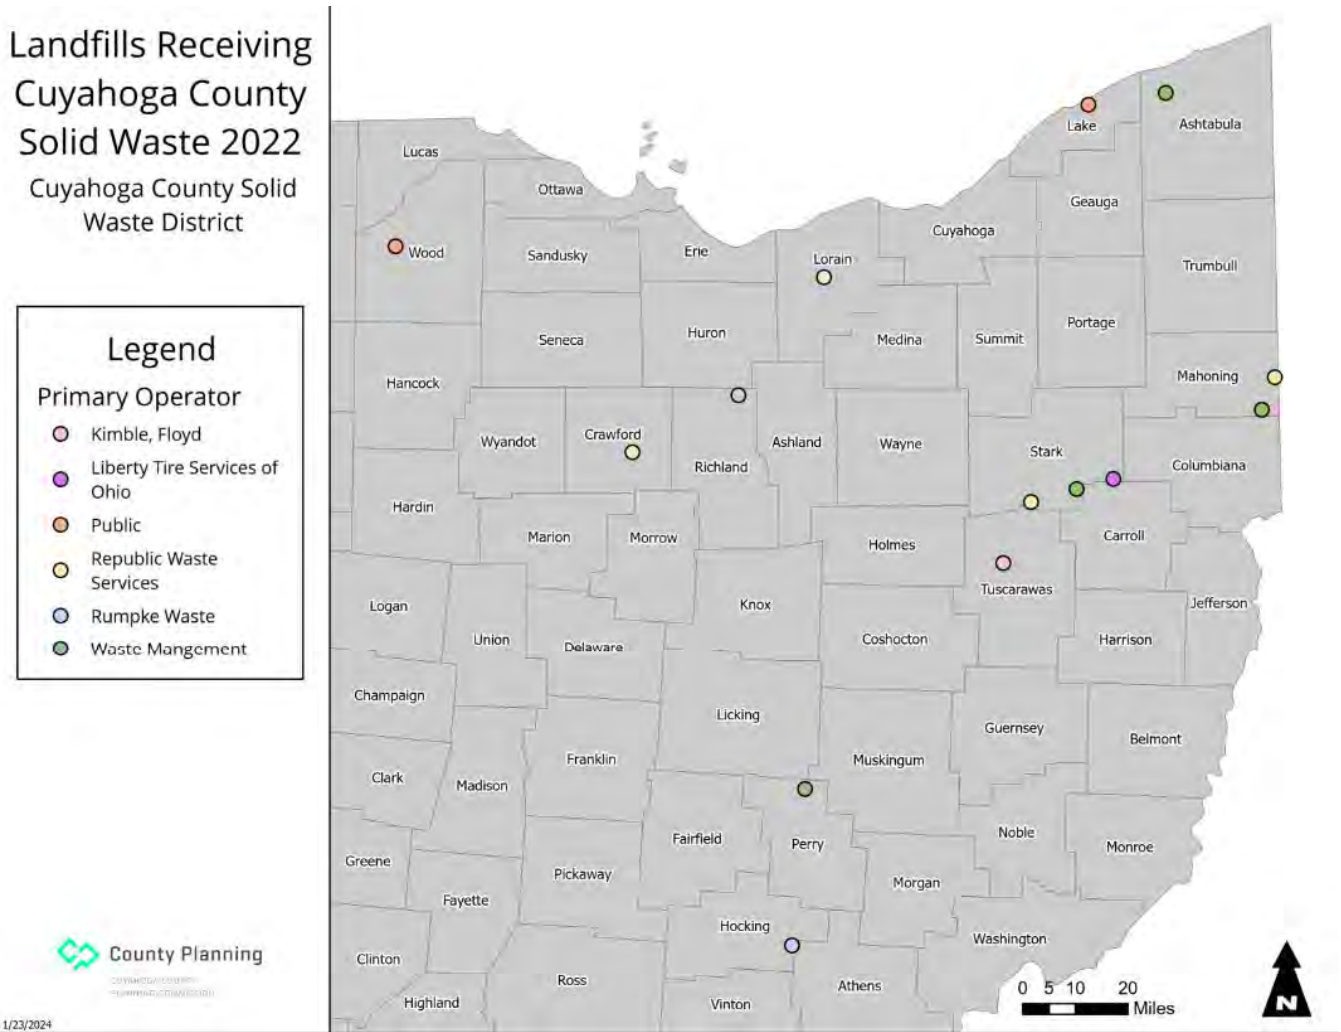 Landfills Receiving
Cuyahoga County
Solid Waste 2022
Cuyahoga County Solid
Waste District
Legend
Primary Operator
Kimble, Floyd
Liberty Tire Services of
Ohio
Public
Republic Waste
Services
Rumpke Waste
Waste Mangement
County Planning
CUYAHOGA COUNTY
PLANNING COMMISSION
1/23/2024
Lake
Ashtabula
Lucas
Ottawa
Geauga
Cuyahoga
Wood
Sandusky
Erie
Lorain
Trumbull
Seneca
Huron
Medina
Summit
Portage
Hancock
Mahoning
Wyandot
Crawford
Richland
Ashland
Wayne
Stark
Columbiana
Hardin
Marion
Morrow
Holmes
Carroll
Tuscarawas
Logan
Knox
Jefferson
Union
Delaware
Coshocton
Harrison
Champaign
Licking
Guernsey
Belmont
Franklin
Muskingum
Clark
Madison
Fairfield
Perry
Noble
Monroe
Greene
Pickaway
Morgan
Fayette
Hocking
Washington
Clinton
Ross
Athens
Highland
Vinton
0 5 10 20
Miles
N